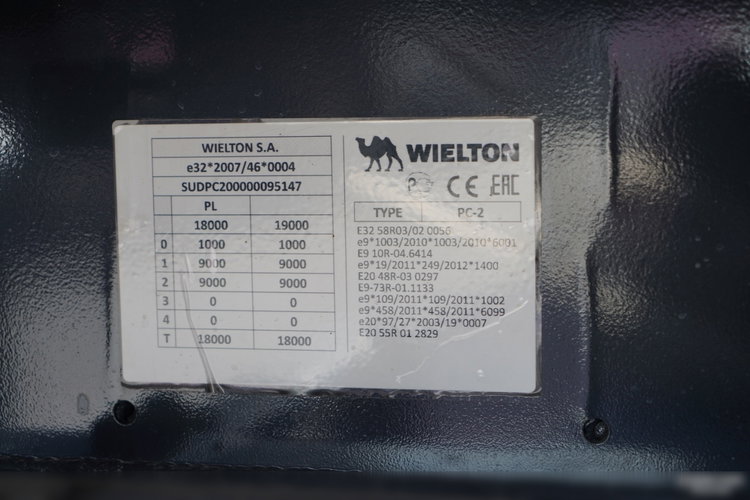 WIELTON S.A.
e32*2007/46*0004
SUDPC200000095147
PL
18000 19000
0 1000 1000
1 9000 9000
2 9000 9000
3 0 0
4 0 0
T 18000 18000
WIELTON
CE EAC
TYPE PC-2
E32 58R03/02 0056
e9*1003/2010*1003/2010*6001
E9 10R-04.6414
e9*19/2011*249/2012*1400
E20 48R-03 0297
E9-73R-01.1133
e9*109/2011*109/2011*1002
e9*458/2011*458/2011*6099
e20*97/27*2003/19*0007
E20 55R 01 2829